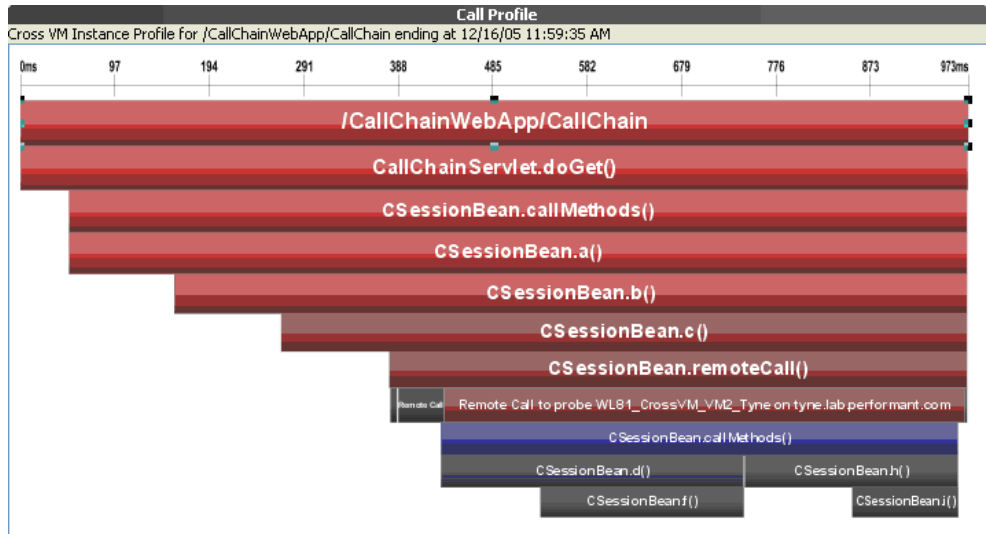 Call Profile
Cross VM Instance Profile for /CallChainWebApp/CallChain ending at 12/16/05 11:59:35 AM
0ms 97 194 291 388 485 582 679 776 873 973ms
/CallChainWebApp/CallChain
CallChainServlet.doGet()
CSessionBean.callMethods()
CSessionBean.a()
CSessionBean.b()
CSessionBean.c()
CSessionBean.remoteCall()
Remote Call Remote Call to probe WL81_CrossVM_VM2_Tyne on tyne.lab.performant.com
CSessionBean.callMethods()
CSessionBean.d() CSessionBean.h()
CSessionBean.f() CSessionBean.i()